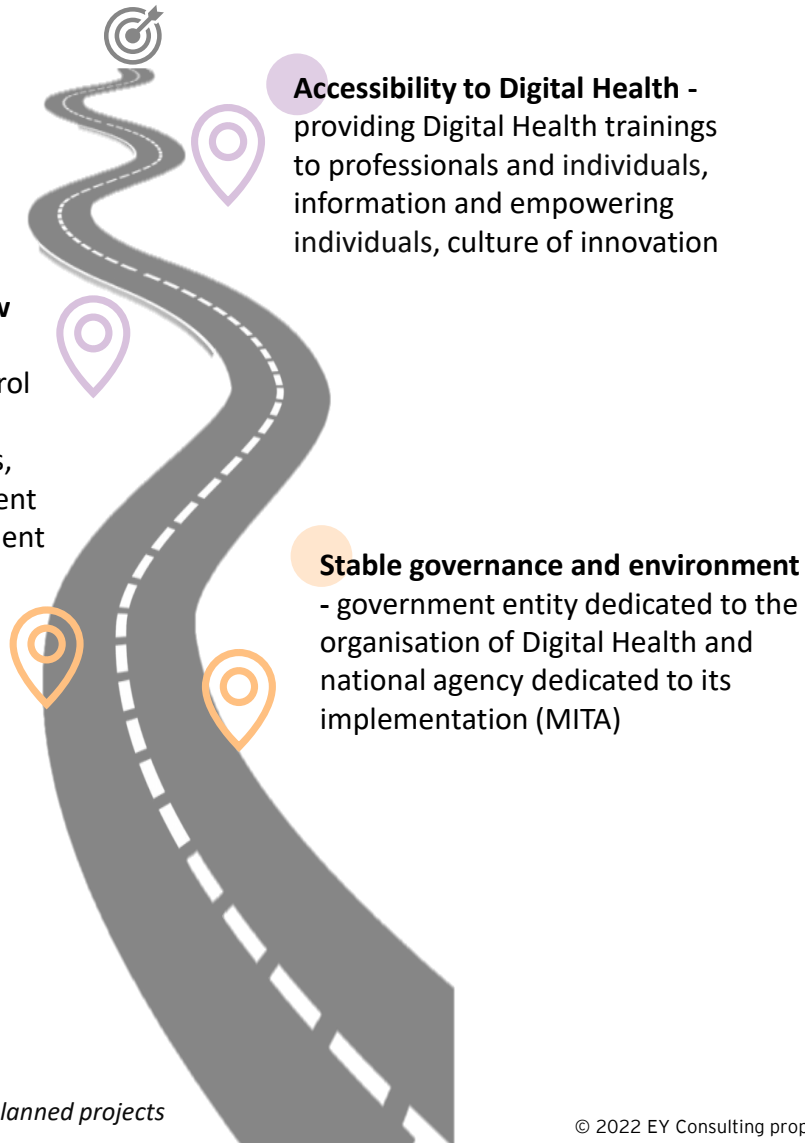 Accessibility to Digital Health -
providing Digital Health trainings
to professionals and individuals,
information and empowering
individuals, culture of innovation
Stable governance and environment
- government entity dedicated to the
organisation of Digital Health and
national agency dedicated to its
implementation (MITA)
projects
© 2022 EY Consulting